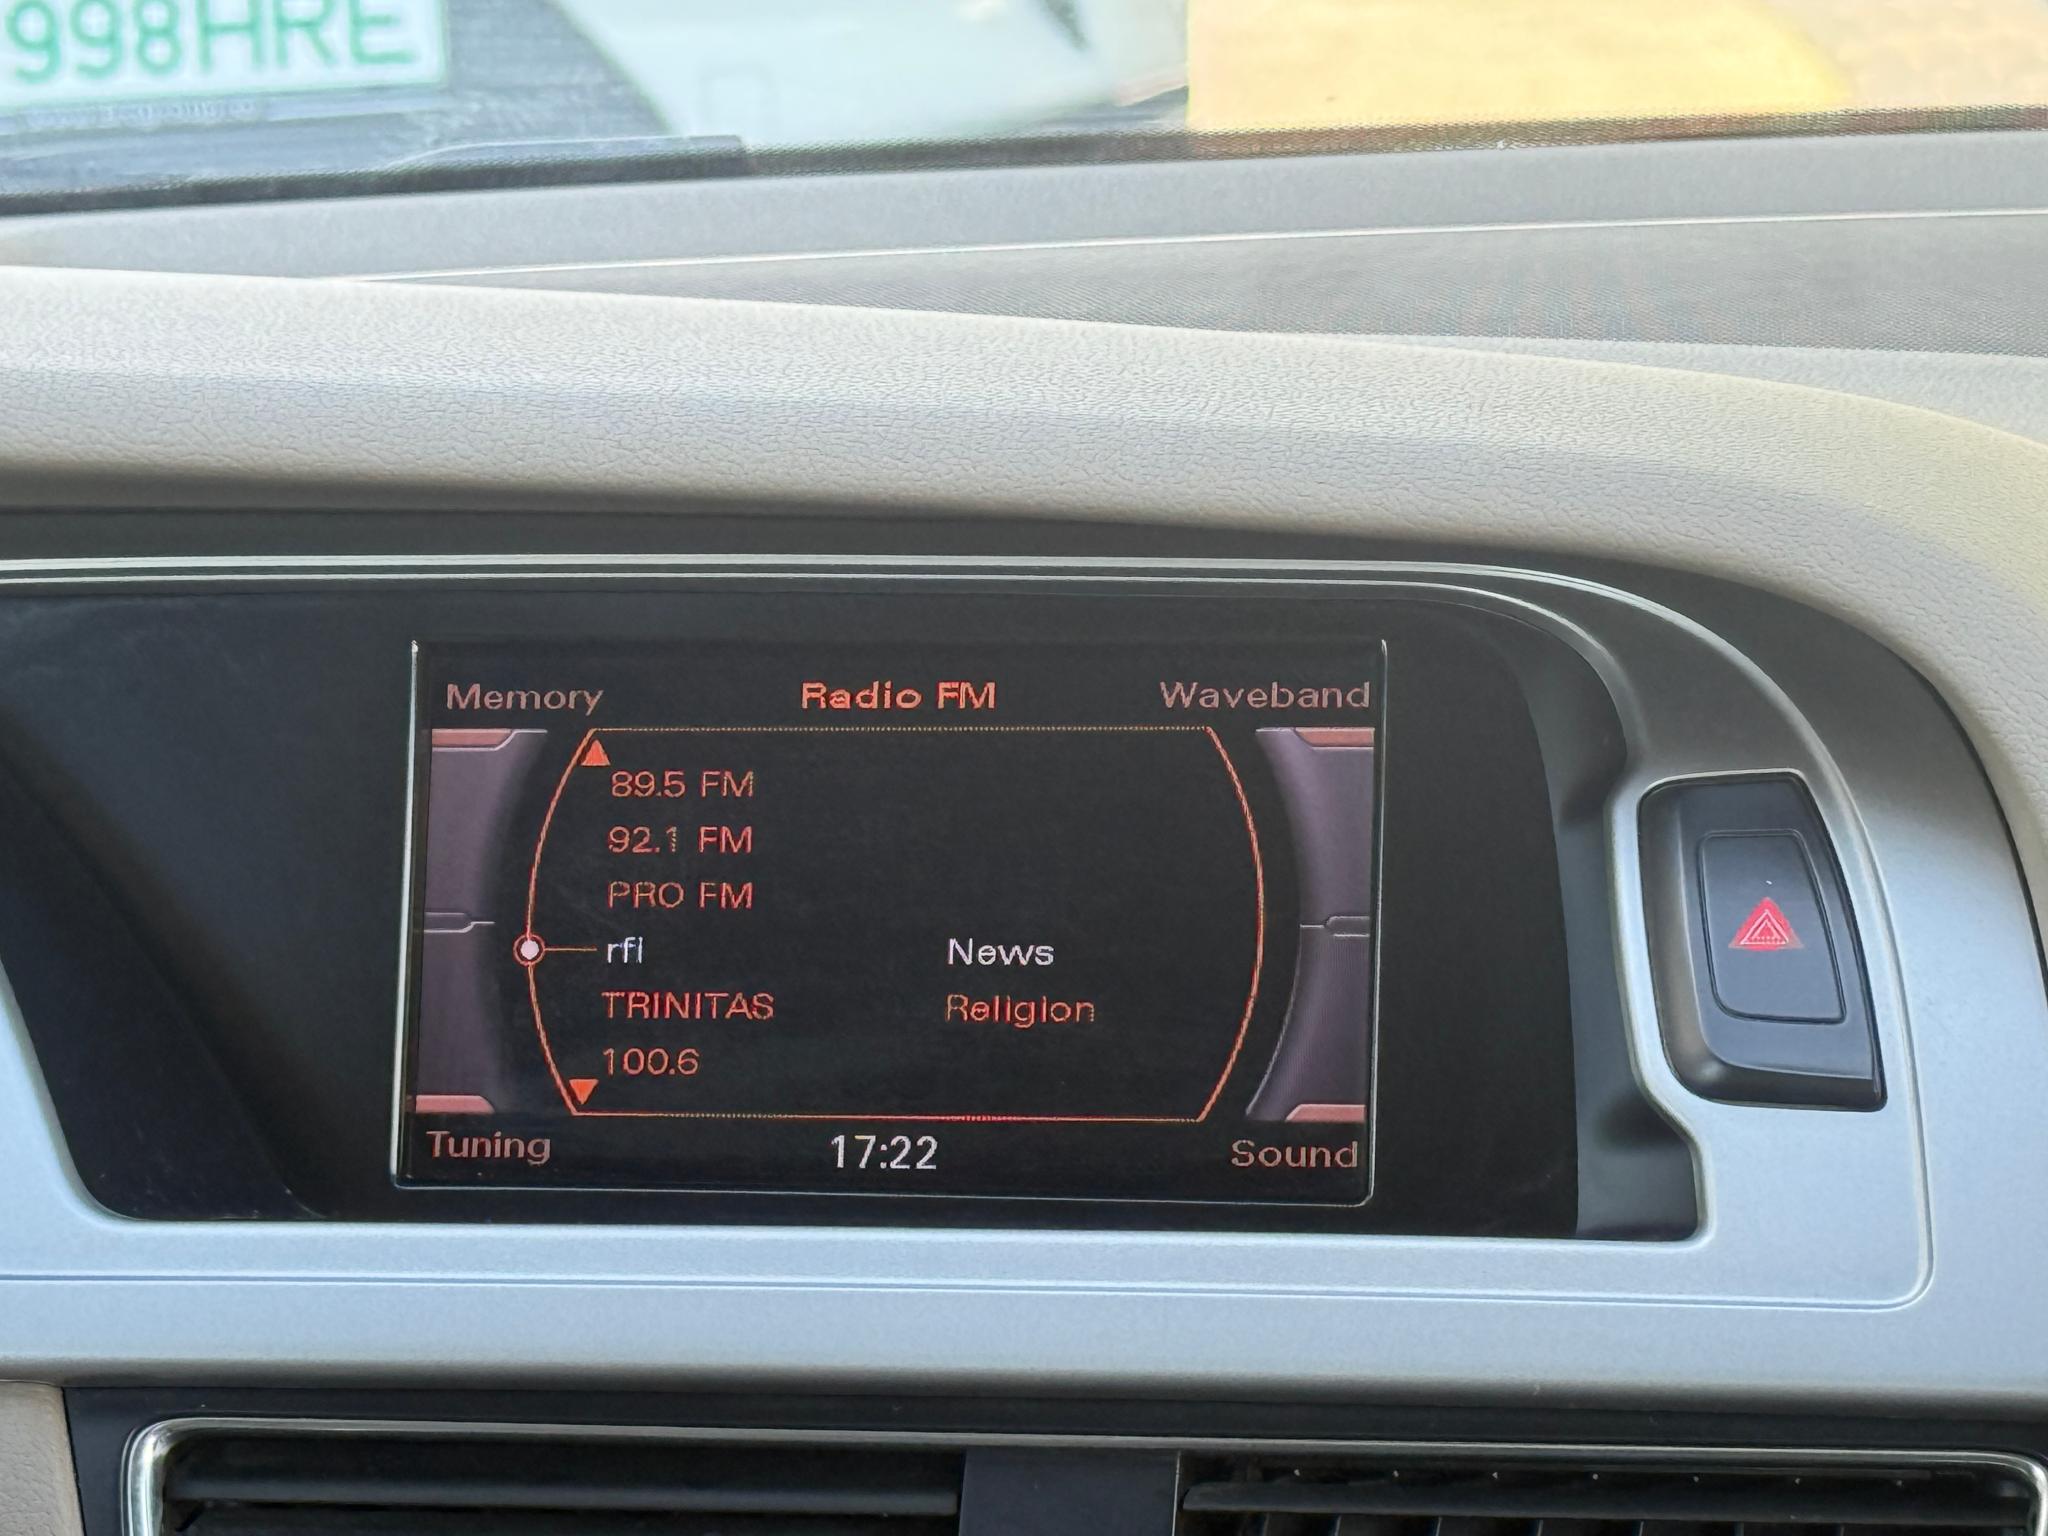 998HRE
Memory Radio FM Waveband
89.5 FM
92.1 FM
PRO FM
rfi News
TRINITAS Religion
100.6
Tuning 17:22 Sound